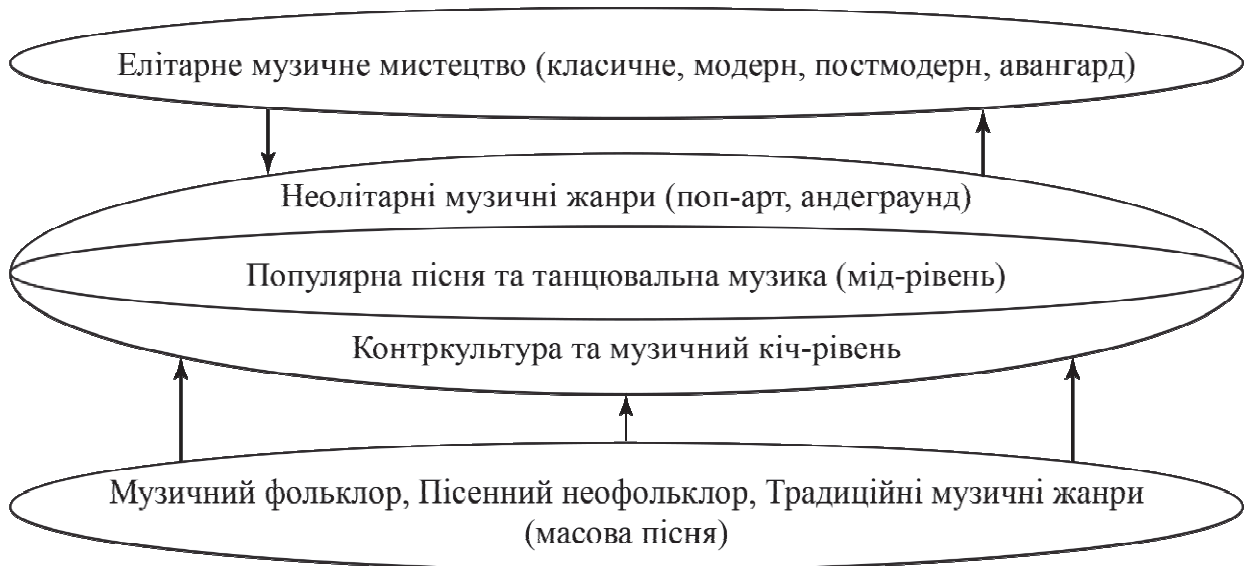 Елітарне музичне мистецтво (класичне, модерн, постмодерн, авангард)
Неолітарні музичні жанри (поп-арт, андеграунд)
Популярна пісня та танцювальна музика (мід-рівень)
Контркультура та музичний кіч-рівень
Музичний фольклор, Пісенний неофольклор, Традиційні музичні жанри
(масова пісня)